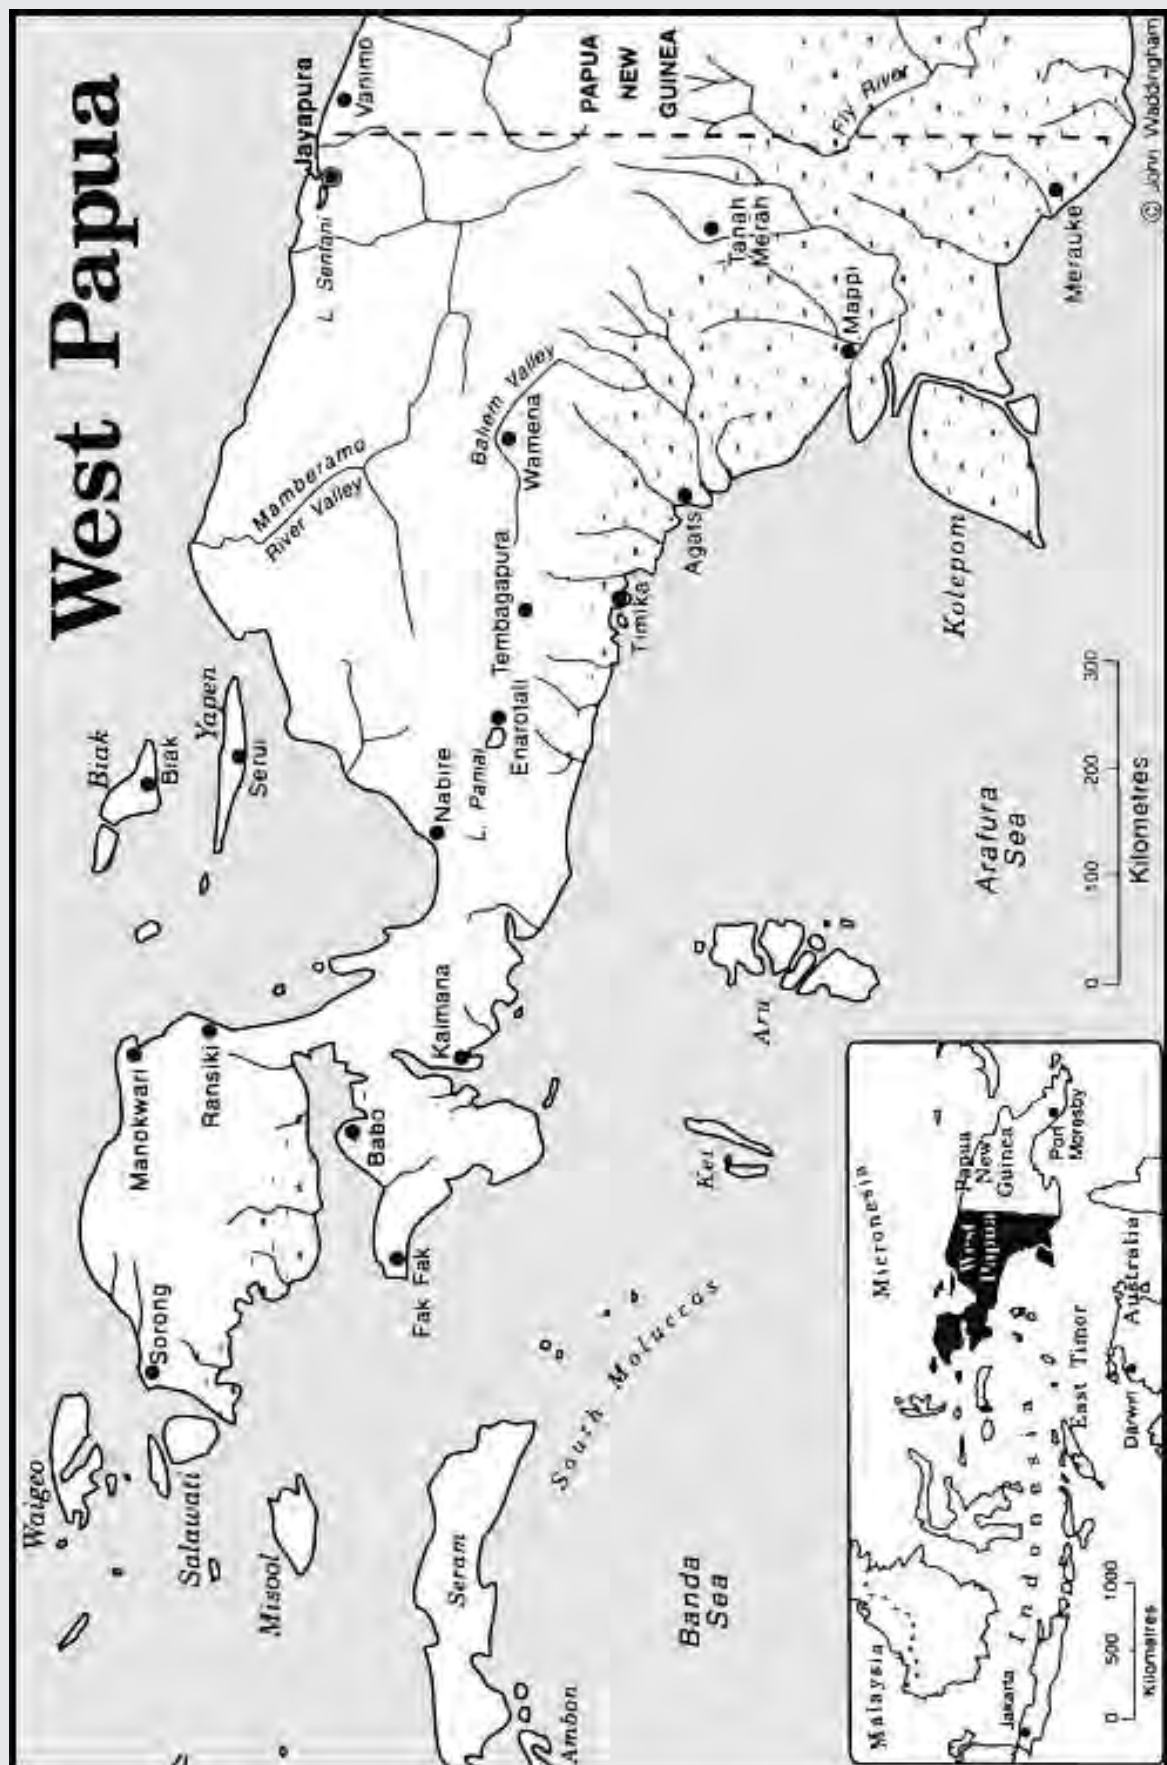 West Papua
Waigeo
Sorong
Salawati
Misool
Manokwari
Ransiki
Biak
Biak
Yapen
Serui
Mamberamo
River Valley
Jayapura
L. Sentani
Vanimo
PAPUA
NEW
GUINEA
Babo
Fak Fak
Kaimana
Nabire
L. Paniai
Enarotali
Tembagapura
Timika
Baliem Valley
Wamena
Agats
Tanah
Merah
Mappi
Fly River
Merauke
Kolepom
Seram
Ambon
South Moluccas
Banda
Sea
Kei
Aru
Arafura
Sea
0 100 200 300
Kilometres
© John Waddingham
Malaysia
Micronesia
West
Papua
Papua
New
Guinea
Port
Moresby
Jakarta
Indonesia
East Timor
Darwin
Australia
0 500 1000
Kilometres